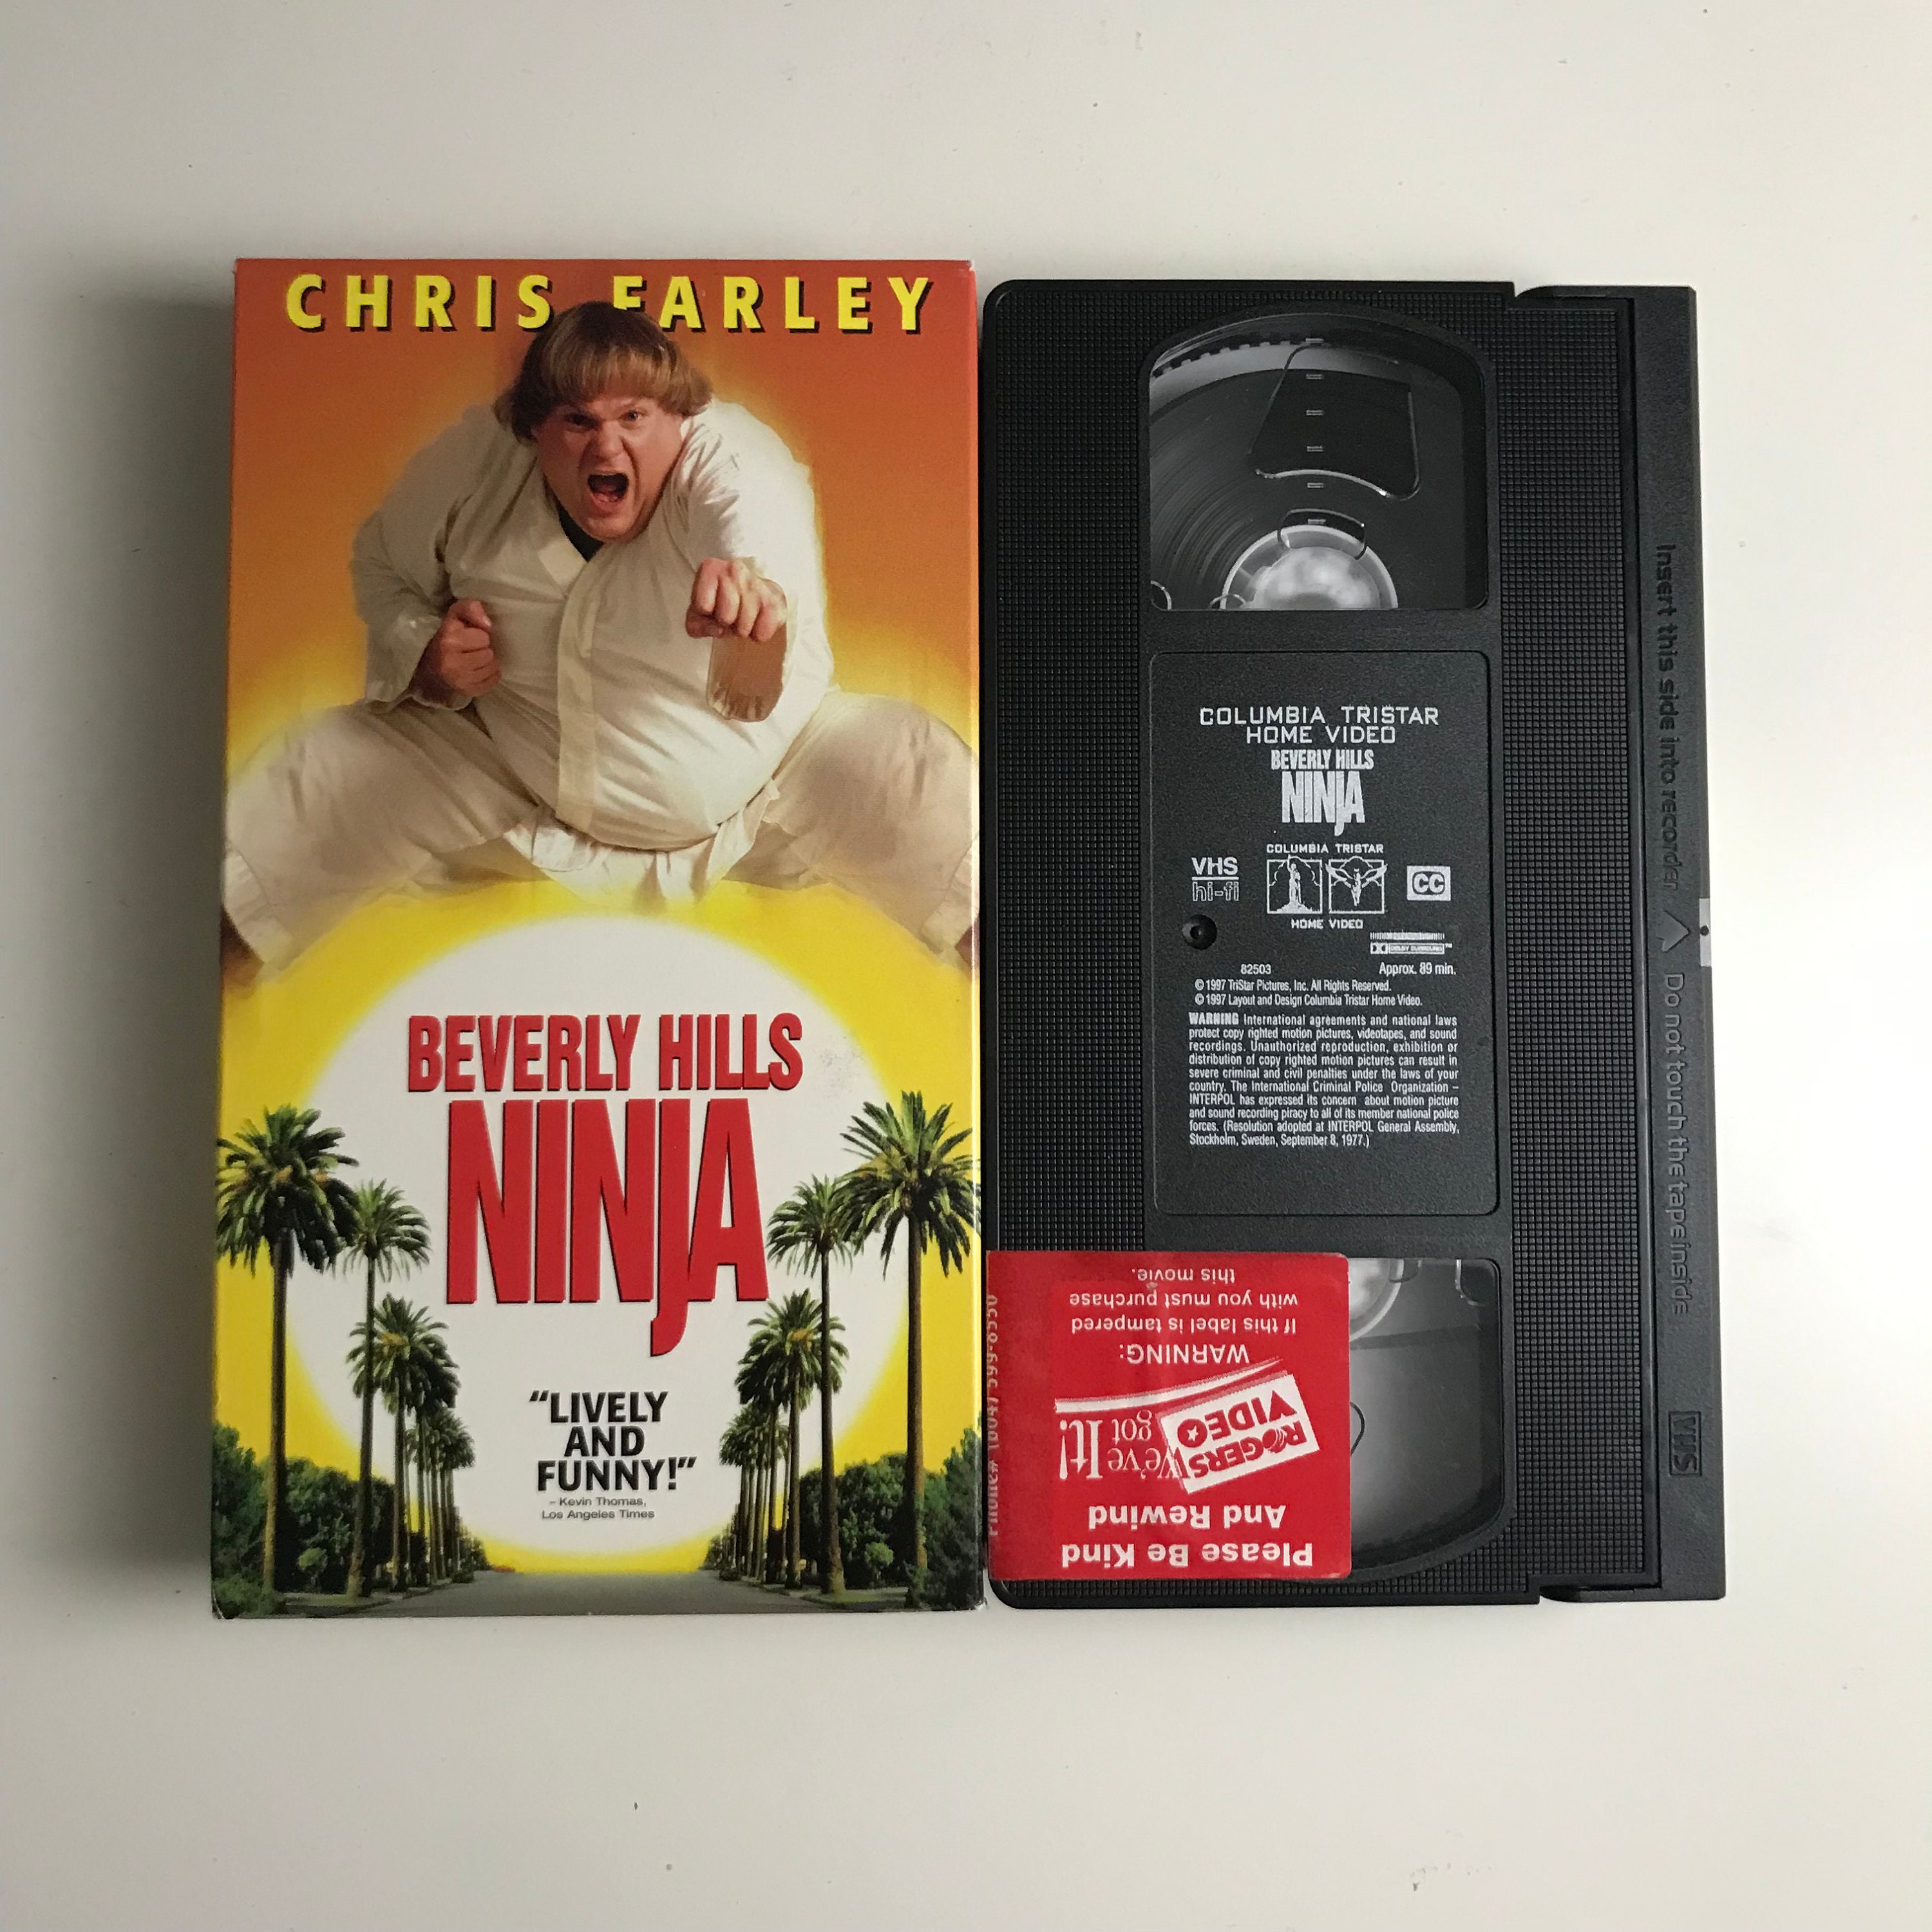 CHRIS FARLEY
BEVERLY HILLS
NINJA
“LIVELY
AND
FUNNY!”
– Kevin Thomas,
Los Angeles Times
COLUMBIA TRISTAR
HOME VIDEO
BEVERLY HILLS
NINJA
COLUMBIA TRISTAR
VHS
hi-fi
CC
HOME VIDEO
DOLBY SURROUND
82503 Approx. 89 min.
© 1997 TriStar Pictures, Inc. All Rights Reserved.
© 1997 Layout and Design Columbia Tristar Home Video.
WARNING International agreements and national laws
protect copy righted motion pictures, videotapes, and sound
recordings. Unauthorized reproduction, exhibition or
distribution of copy righted motion pictures can result in
severe criminal and civil penalties under the laws of your
country. The International Criminal Police Organization –
INTERPOL has expressed its concern about motion picture
and sound recording piracy to all of its member national police
forces. (Resolution adopted at INTERPOL General Assembly,
Stockholm, Sweden, September 8, 1977.)
Please Be Kind
And Rewind
ROGERS
VIDEO
We've
got It!
WARNING:
If this label is tampered
with you must purchase
this movie.
Phone# (604) 599-8550
Insert this side into recorder
Do not touch the tape inside
VHS